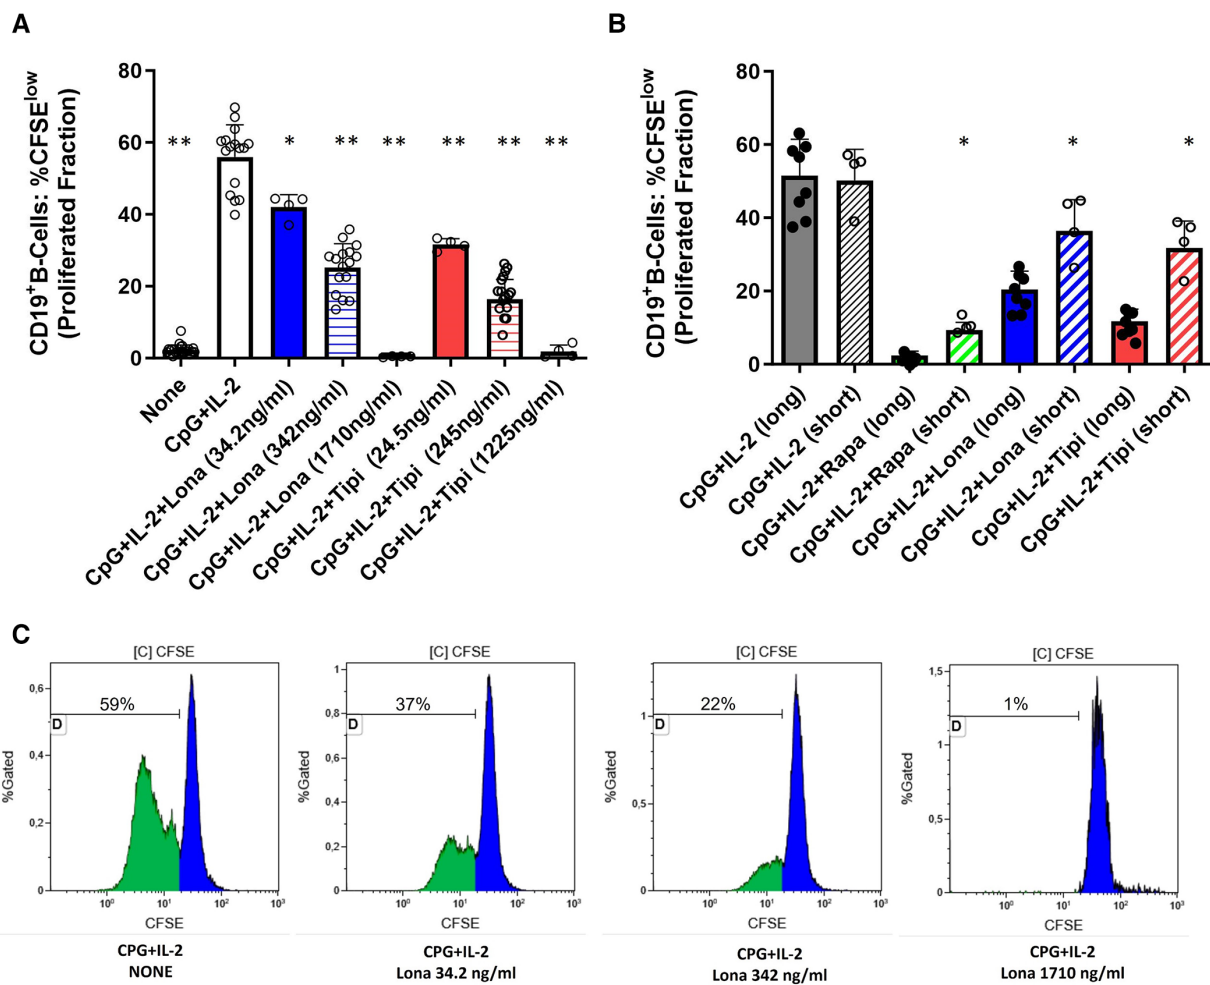 A
CD19+B-Cells: %CFSElow
(Proliferated Fraction)
80
60
40
20
0
** * ** ** ** ** **
None
CpG+IL-2
CpG+IL-2+Lona (34.2ng/ml)
CpG+IL-2+Lona (342ng/ml)
CpG+IL-2+Lona (1710ng/ml)
CpG+IL-2+Tipi (24.5ng/ml)
CpG+IL-2+Tipi (245ng/ml)
CpG+IL-2+Tipi (1225ng/ml)
B
CD19+B-Cells: %CFSElow
(Proliferated Fraction)
80
60
40
20
0
* * *
CpG+IL-2 (long)
CpG+IL-2 (short)
CpG+IL-2+Rapa (long)
CpG+IL-2+Rapa (short)
CpG+IL-2+Lona (long)
CpG+IL-2+Lona (short)
CpG+IL-2+Tipi (long)
CpG+IL-2+Tipi (short)
C
[C] CFSE
59%
D
%Gated
0,6
0,4
0,2
0
10⁰ 10¹ 10² 10³
CFSE
CPG+IL-2
NONE
[C] CFSE
37%
D
%Gated
1
0,8
0,6
0,4
0,2
0
10⁰ 10¹ 10² 10³
CFSE
CPG+IL-2
Lona 34.2 ng/ml
[C] CFSE
22%
D
%Gated
1
0,5
0
10⁰ 10¹ 10² 10³
CFSE
CPG+IL-2
Lona 342 ng/ml
[C] CFSE
1%
D
%Gated
1,5
1
0,5
0
10⁰ 10¹ 10² 10³
CFSE
CPG+IL-2
Lona 1710 ng/ml